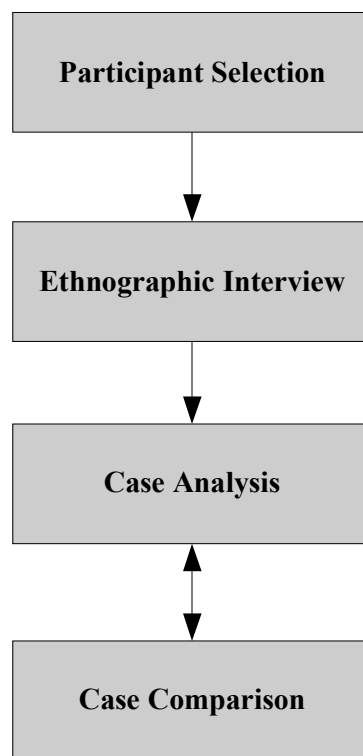 Participant Selection
Ethnographic Interview
Case Analysis
Case Comparison